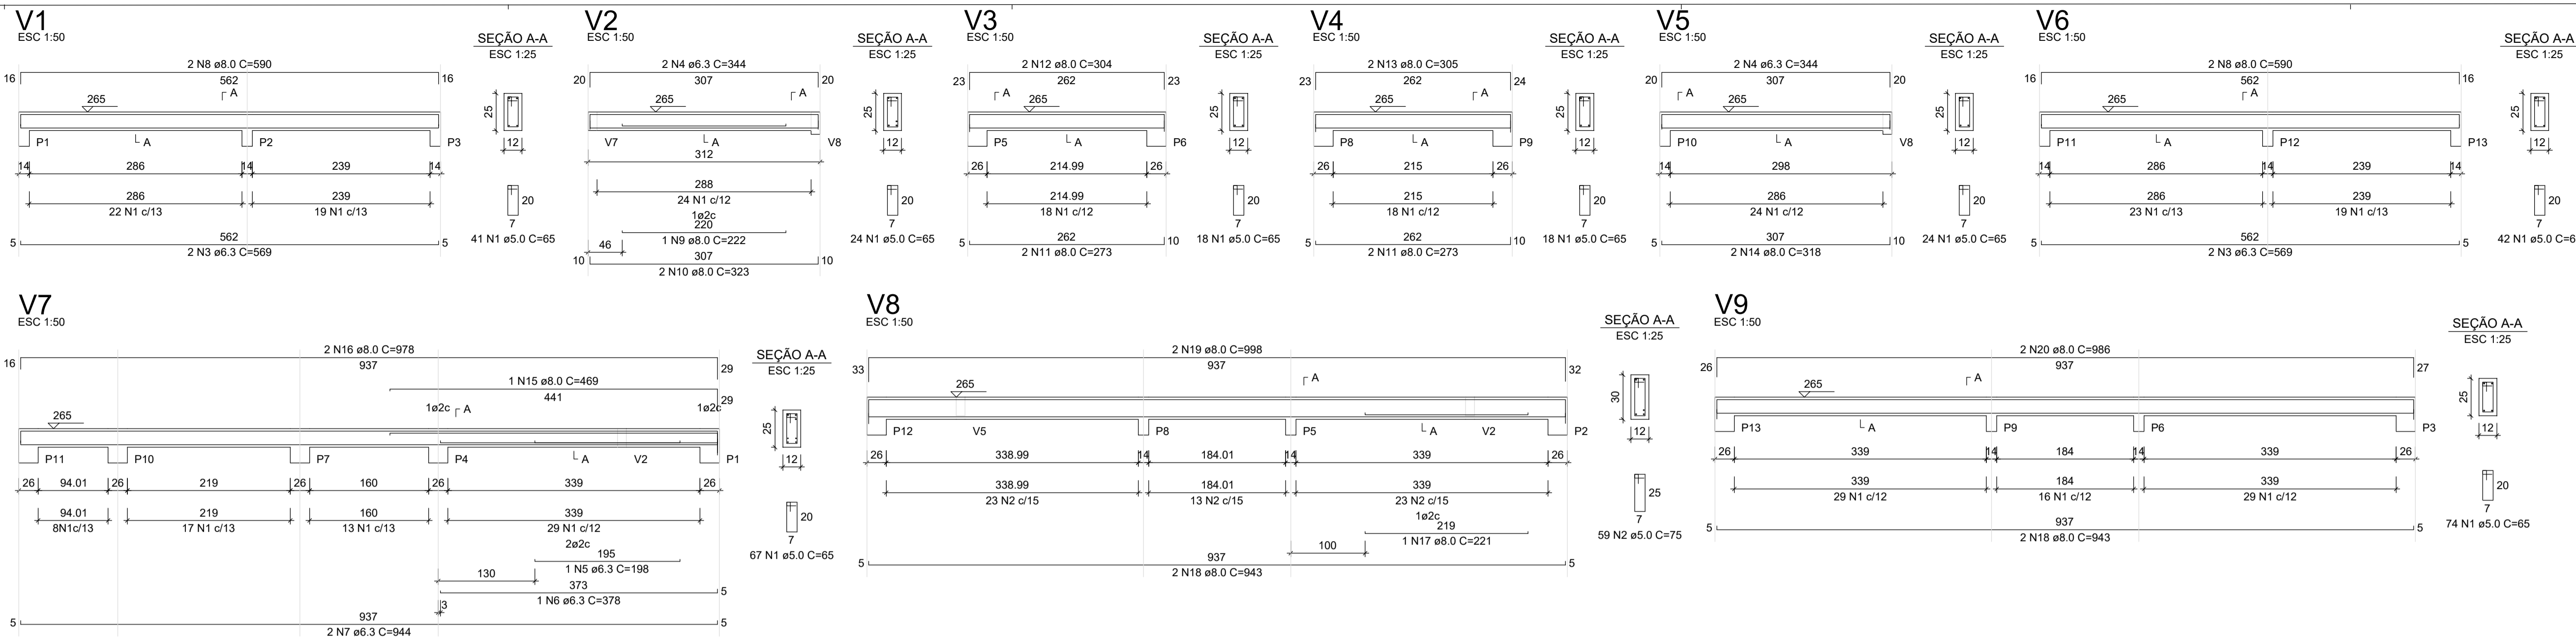 V1
ESC 1:50
SEÇÃO A-A
ESC 1:25
2 N8 ø8.0 C=590
16 562 16
A
265
25
P1 A P2 P3
12
14 286 14 239 14
286 239
22 N1 c/13 19 N1 c/13
20
7
41 N1 ø5.0 C=65
5 562 5
2 N3 ø6.3 C=569
V2
ESC 1:50
SEÇÃO A-A
ESC 1:25
2 N4 ø6.3 C=344
20 307 20
A
265
25
V7 A V8
12
312
288
24 N1 c/12
20
7
24 N1 ø5.0 C=65
1ø2c
220
46 1 N9 ø8.0 C=222
10 307 10
2 N10 ø8.0 C=323
V3
ESC 1:50
SEÇÃO A-A
ESC 1:25
2 N12 ø8.0 C=304
23 262 23
A
265
25
P5 A P6
12
26 214.99 26
214.99
18 N1 c/12
20
7
18 N1 ø5.0 C=65
5 262 10
2 N11 ø8.0 C=273
V4
ESC 1:50
SEÇÃO A-A
ESC 1:25
2 N13 ø8.0 C=305
23 262 24
A
265
25
P8 A P9
12
26 215 26
215
18 N1 c/12
20
7
18 N1 ø5.0 C=65
5 262 10
2 N11 ø8.0 C=273
V5
ESC 1:50
SEÇÃO A-A
ESC 1:25
2 N4 ø6.3 C=344
20 307 20
A
265
25
P10 A V8
12
14 298
286
24 N1 c/12
20
7
24 N1 ø5.0 C=65
5 307 10
2 N14 ø8.0 C=318
V6
ESC 1:50
SEÇÃO A-A
ESC 1:25
2 N8 ø8.0 C=590
16 562 16
A
265
25
P11 A P12 P13
12
14 286 14 239 14
286 239
23 N1 c/13 19 N1 c/13
20
7
42 N1 ø5.0 C=6
5 562 5
2 N3 ø6.3 C=569
V7
ESC 1:50
SEÇÃO A-A
ESC 1:25
2 N16 ø8.0 C=978
16 937 29
1 N15 ø8.0 C=469
441 29
1ø2c A 1ø2c
265
25
P11 P10 P7 P4 A V2 P1
12
26 94.01 26 219 26 160 26 339 26
94.01 219 160 339
8N1c/13 17 N1 c/13 13 N1 c/13 29 N1 c/12
20
7
67 N1 ø5.0 C=65
2ø2c
195
130 1 N5 ø6.3 C=198
373 5
3 1 N6 ø6.3 C=378
5 937 5
2 N7 ø6.3 C=944
V8
ESC 1:50
SEÇÃO A-A
ESC 1:25
2 N19 ø8.0 C=998
33 937 32
A
265
30
P12 V5 P8 P5 A V2 P2
12
26 338.99 14 184.01 14 339 26
338.99 184.01 339
23 N2 c/15 13 N2 c/15 23 N2 c/15
25
7
59 N2 ø5.0 C=75
1ø2c
219
100 1 N17 ø8.0 C=221
5 937 5
2 N18 ø8.0 C=943
V9
ESC 1:50
SEÇÃO A-A
ESC 1:25
2 N20 ø8.0 C=986
26 937 27
A
265
25
P13 A P9 P6 P3
12
26 339 14 184 14 339 26
339 184 339
29 N1 c/12 16 N1 c/12 29 N1 c/12
20
7
74 N1 ø5.0 C=65
5 937 5
2 N18 ø8.0 C=943